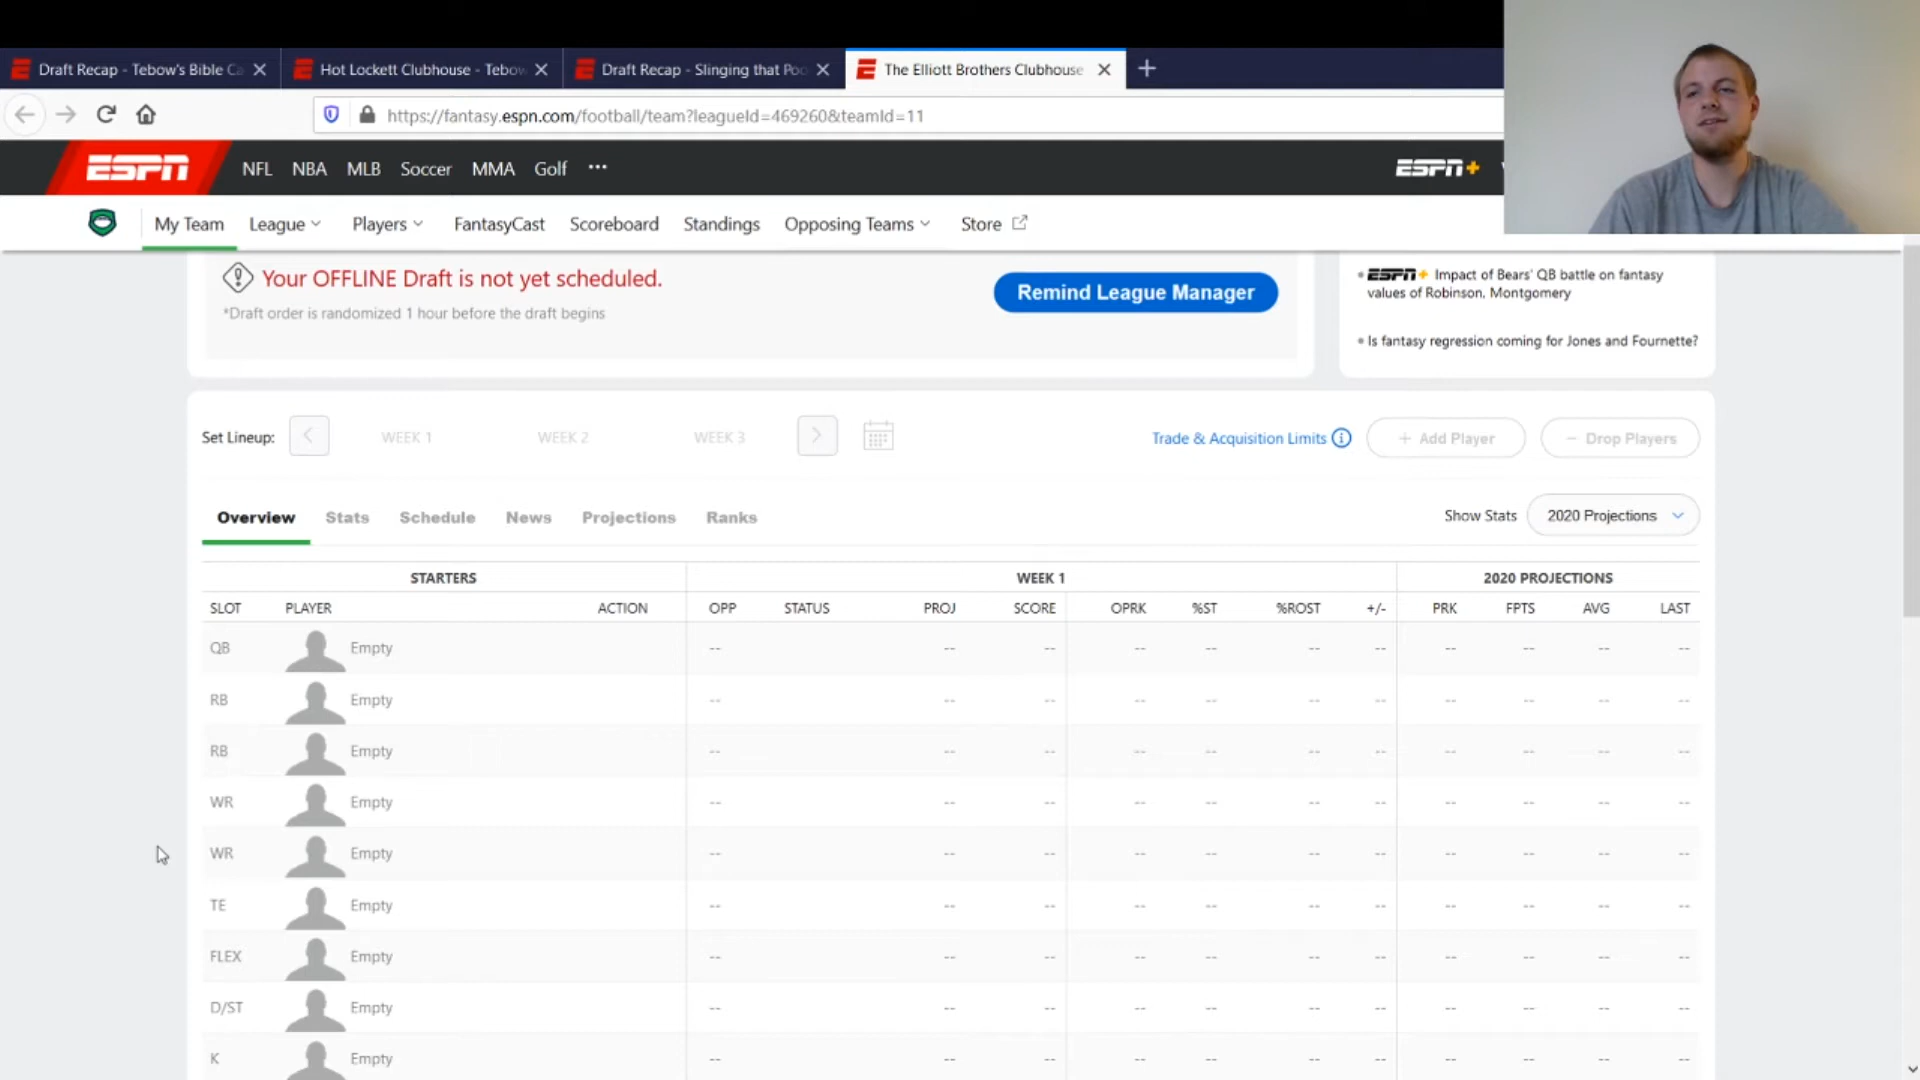 Draft Recap - Tebow's Bible Ca
Hot Lockett Clubhouse - Tebow
Draft Recap - Slinging that Poo
The Elliott Brothers Clubhouse
https://fantasy.espn.com/football/team?leagueId=469260&teamId=11
ESPN NFL NBA MLB Soccer MMA Golf ··· ESPN+
My Team League Players FantasyCast Scoreboard Standings Opposing Teams Store
Your OFFLINE Draft is not yet scheduled.
*Draft order is randomized 1 hour before the draft begins
Remind League Manager
• ESPN+ Impact of Bears' QB battle on fantasy
values of Robinson, Montgomery
• Is fantasy regression coming for Jones and Fournette?
Set Lineup: WEEK 1 WEEK 2 WEEK 3 Trade & Acquisition Limits + Add Player – Drop Players
Overview Stats Schedule News Projections Ranks Show Stats 2020 Projections
STARTERS WEEK 1 2020 PROJECTIONS
SLOT PLAYER ACTION OPP STATUS PROJ SCORE OPRK %ST %ROST +/- PRK FPTS AVG LAST
QB Empty -- -- -- -- -- -- -- -- -- -- --
RB Empty -- -- -- -- -- -- -- -- -- -- --
RB Empty -- -- -- -- -- -- -- -- -- -- --
WR Empty -- -- -- -- -- -- -- -- -- -- --
WR Empty -- -- -- -- -- -- -- -- -- -- --
TE Empty -- -- -- -- -- -- -- -- -- -- --
FLEX Empty -- -- -- -- -- -- -- -- -- -- --
D/ST Empty -- -- -- -- -- -- -- -- -- -- --
K Empty -- -- -- -- -- -- -- -- -- -- --